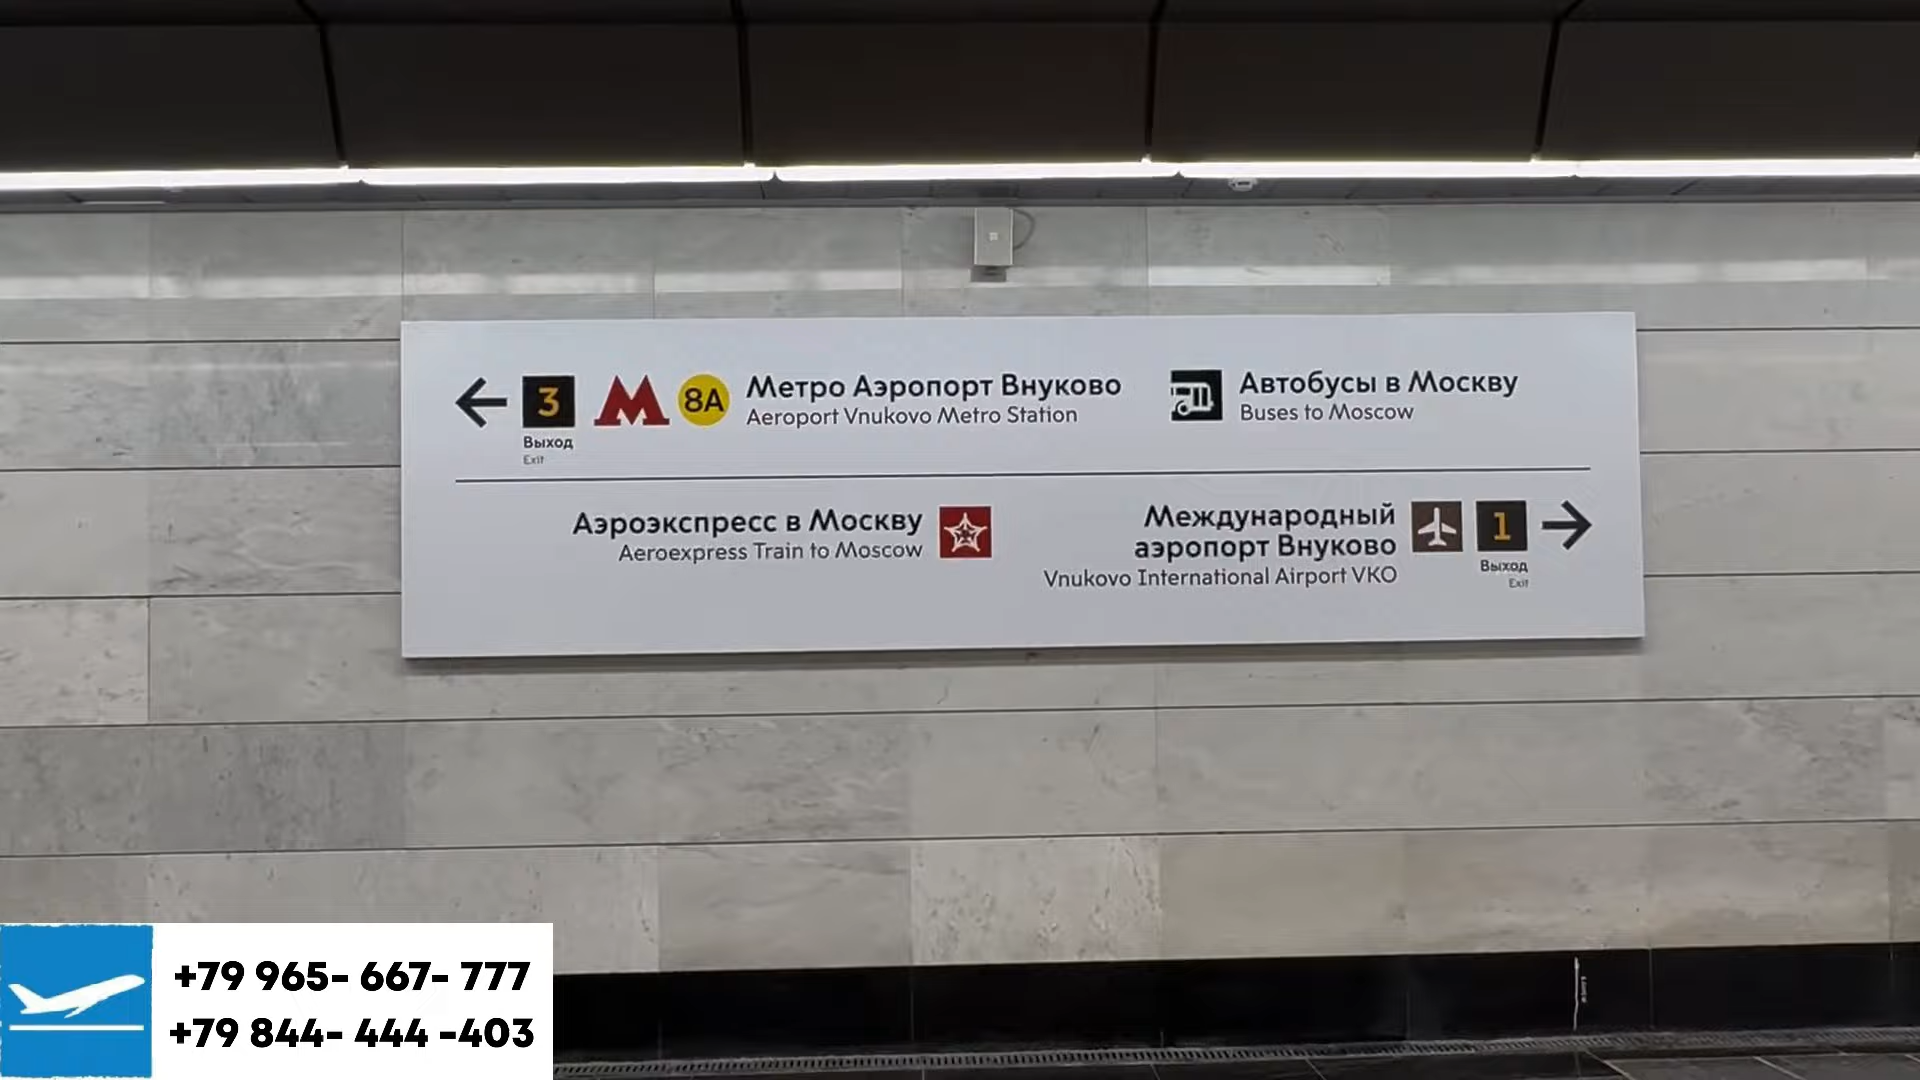 3
Выход
Exit
М
8А
Метро Аэропорт Внуково
Aeroport Vnukovo Metro Station
Автобусы в Москву
Buses to Moscow
Аэроэкспресс в Москву
Aeroexpress Train to Moscow
Международный
аэропорт Внуково
Vnukovo International Airport VKO
1
Выход
Exit
+79 965- 667- 777
+79 844- 444 -403